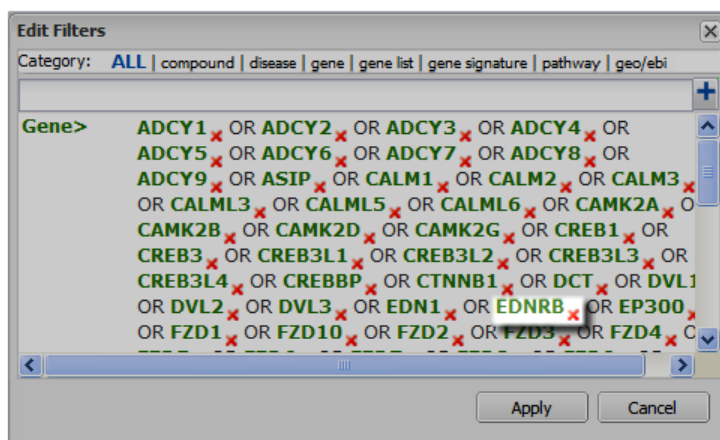 Edit Filters
Category: ALL | compound | disease | gene | gene list | gene signature | pathway | geo/ebi
Gene> ADCY1 OR ADCY2 OR ADCY3 OR ADCY4 OR
ADCY5 OR ADCY6 OR ADCY7 OR ADCY8 OR
ADCY9 OR ASIP OR CALM1 OR CALM2 OR CALM3
OR CALML3 OR CALML5 OR CALML6 OR CAMK2A O
CAMK2B OR CAMK2D OR CAMK2G OR CREB1 OR
CREB3 OR CREB3L1 OR CREB3L2 OR CREB3L3 OR
CREB3L4 OR CREBBP OR CTNNB1 OR DCT OR DVL1
OR DVL2 OR DVL3 OR EDN1 OR EDNRB OR EP300
OR FZD1 OR FZD10 OR FZD2 OR FZD3 OR FZD4 O
Apply Cancel